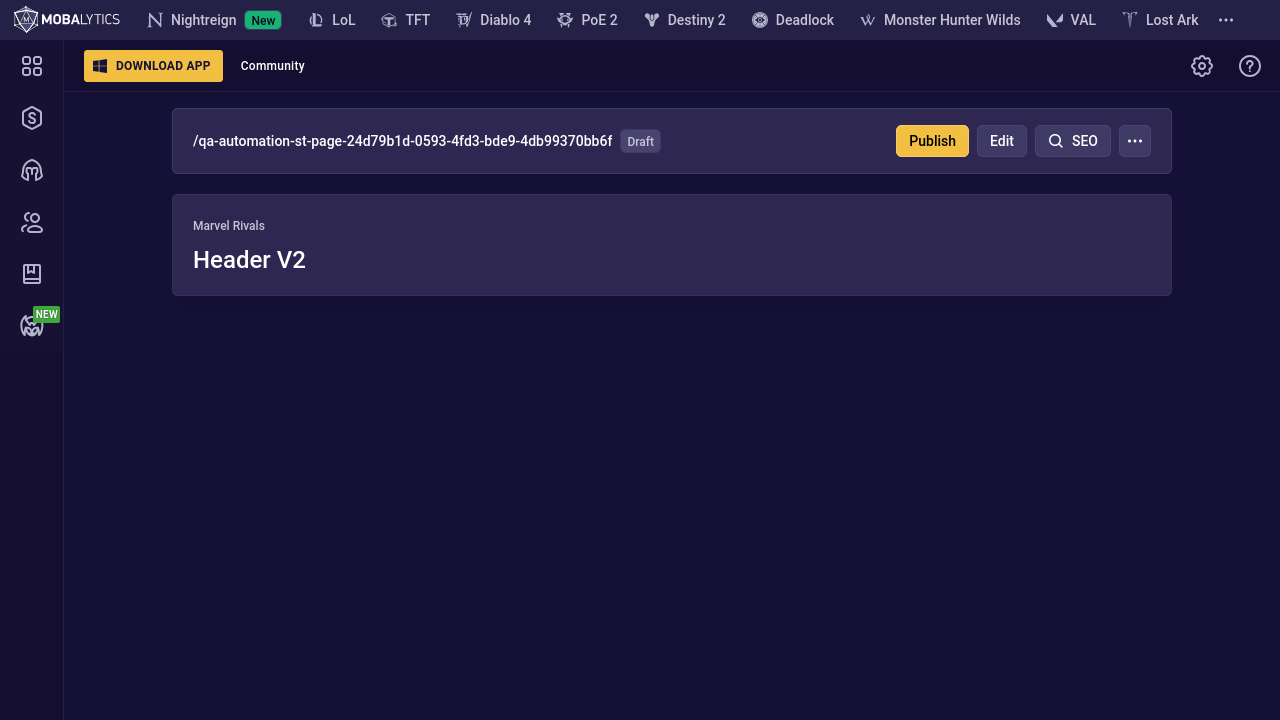 MOBALYTICS Nightreign New LoL TFT Diablo 4 PoE 2 Destiny 2 Deadlock Monster Hunter Wilds VAL Lost Ark
DOWNLOAD APP Community
/qa-automation-st-page-24d79b1d-0593-4fd3-bde9-4db99370bb6f Draft Publish Edit SEO
Marvel Rivals
Header V2
NEW